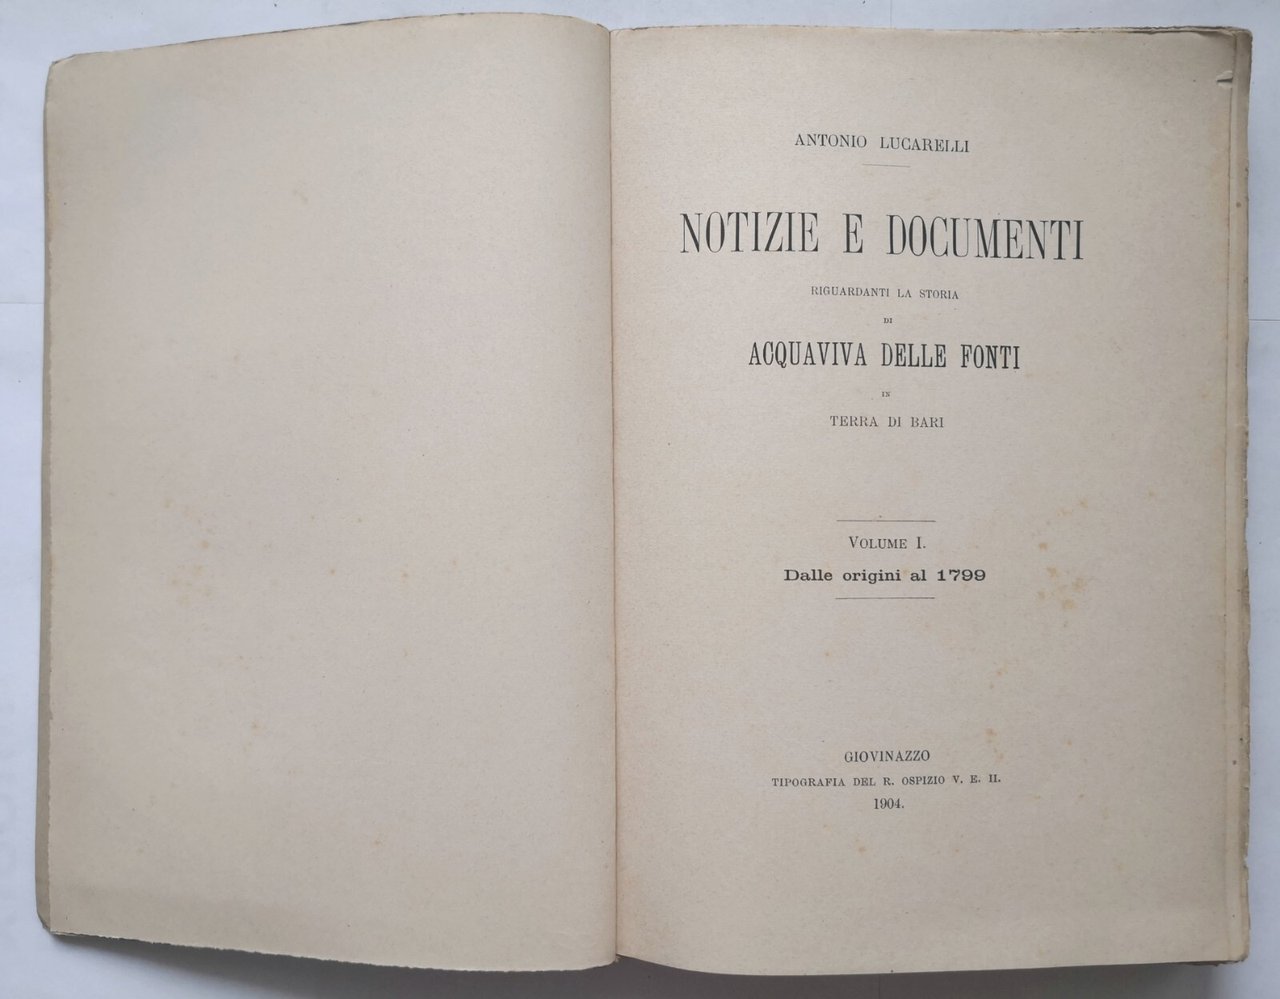 ANTONIO LUCARELLI
NOTIZIE E DOCUMENTI
RIGUARDANTI LA STORIA
DI
ACQUAVIVA DELLE FONTI
IN
TERRA DI BARI
VOLUME I.
Dalle origini al 1799
GIOVINAZZO
TIPOGRAFIA DEL R. OSPIZIO V. E. II.
1904.